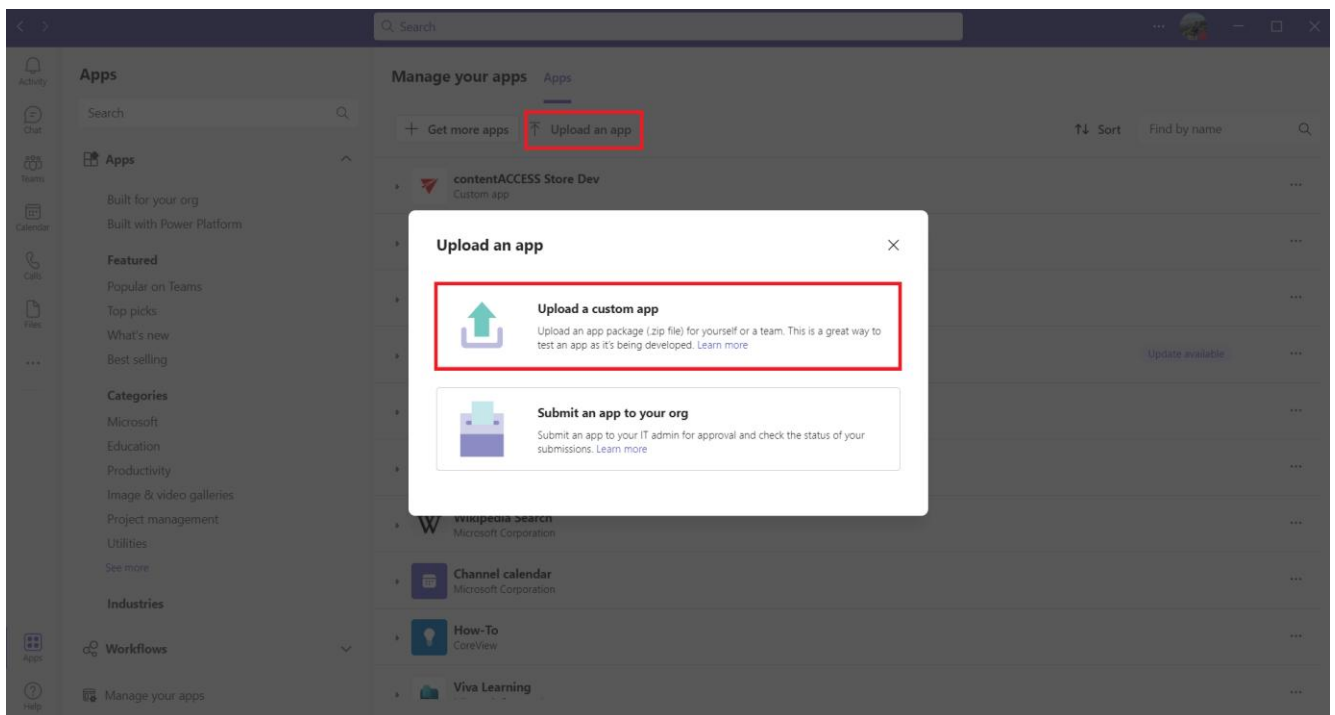 Search
Activity
Chat
Teams
Calendar
Calls
Files
Apps
Help
Apps
Search
Apps
Built for your org
Built with Power Platform
Featured
Popular on Teams
Top picks
What's new
Best selling
Categories
Microsoft
Education
Productivity
Image & video galleries
Project management
Utilities
See more
Industries
Workflows
Manage your apps
Manage your apps Apps
Get more apps Upload an app Sort Find by name
contentACCESS Store Dev
Custom app
Update available
Upload an app
Upload a custom app
Upload an app package (.zip file) for yourself or a team. This is a great way to
test an app as it's being developed. Learn more
Submit an app to your org
Submit an app to your IT admin for approval and check the status of your
submissions. Learn more
Wikipedia Search
Microsoft Corporation
Channel calendar
Microsoft Corporation
How-To
CoreView
Viva Learning